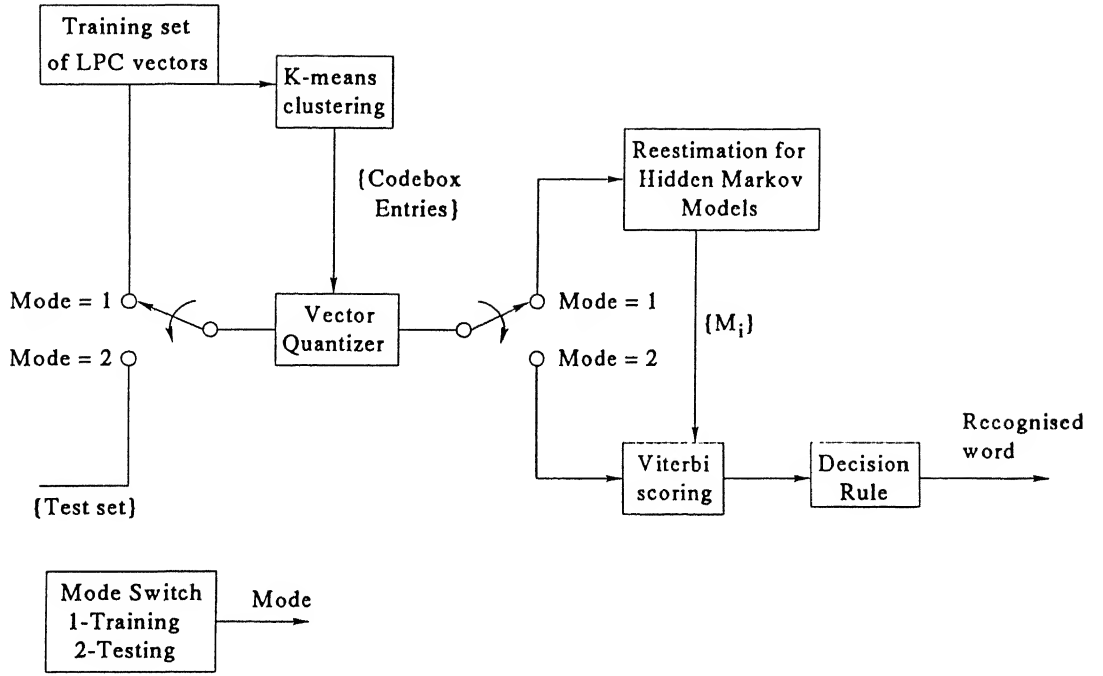 Training set
of LPC vectors
K-means
clustering
{Codebox
Entries}
Reestimation for
Hidden Markov
Models
Mode = 1
Vector
Quantizer
Mode = 1
{Mi}
Mode = 2
Mode = 2
Recognised
word
Viterbi
scoring
Decision
Rule
{Test set}
Mode Switch
1-Training
2-Testing
Mode